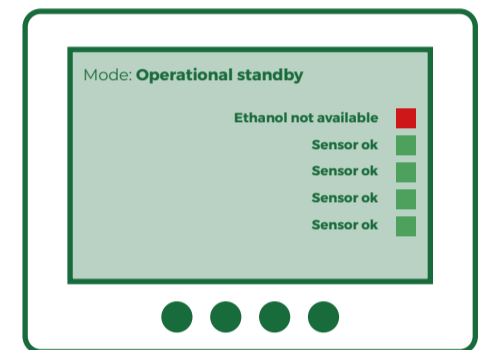 Mode: Operational standby
Ethanol not available
Sensor ok
Sensor ok
Sensor ok
Sensor ok